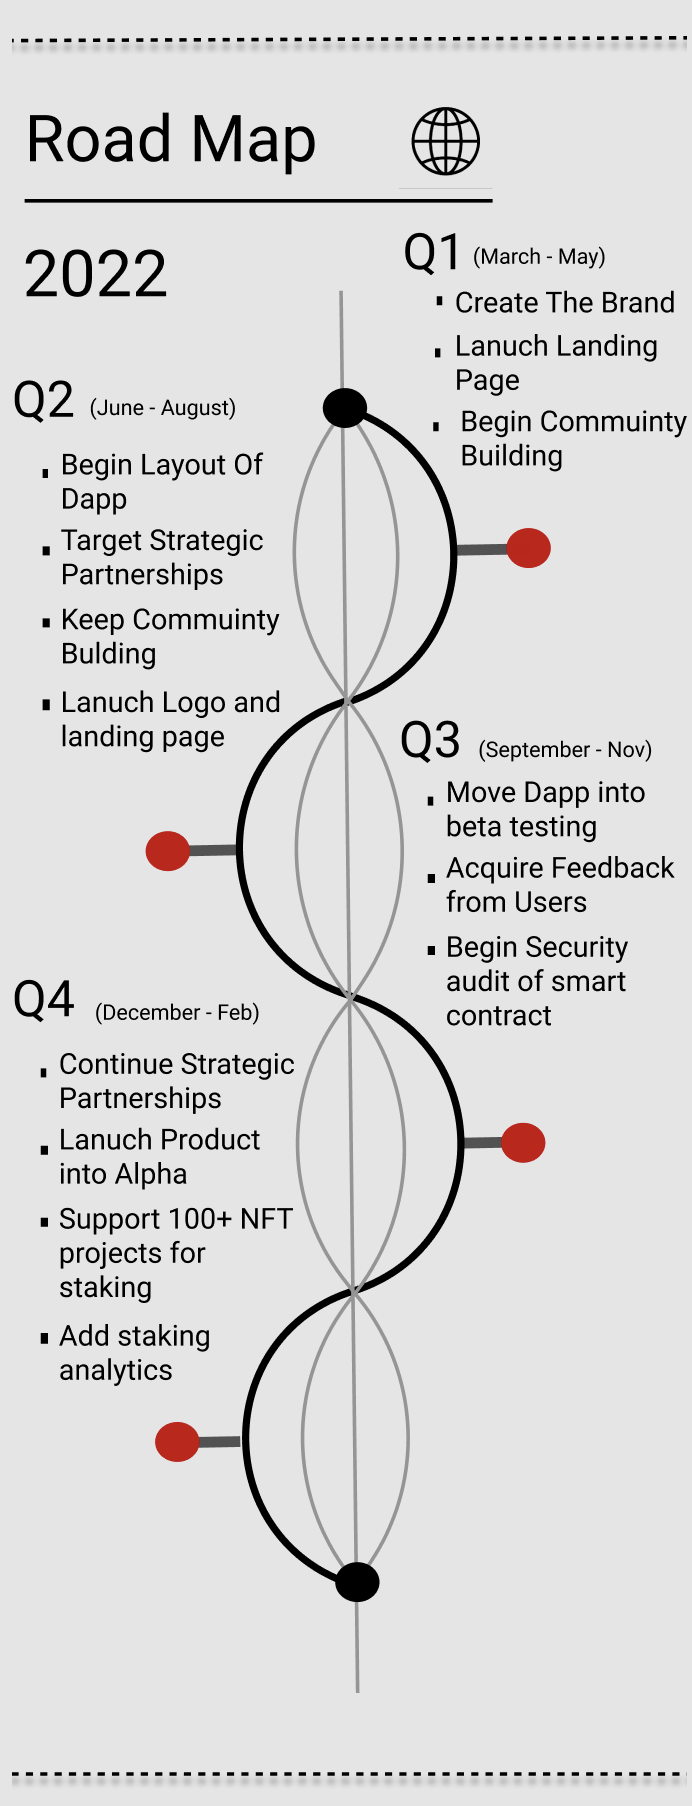 Road Map
2022
Q1 (March - May)
Create The Brand
Lanuch Landing
Page
Begin Commuinty
Building
Q2 (June - August)
Begin Layout Of
Dapp
Target Strategic
Partnerships
Keep Commuinty
Bulding
Lanuch Logo and
landing page
Q3 (September - Nov)
Move Dapp into
beta testing
Acquire Feedback
from Users
Begin Security
audit of smart
contract
Q4 (December - Feb)
Continue Strategic
Partnerships
Lanuch Product
into Alpha
Support 100+ NFT
projects for
staking
Add staking
analytics